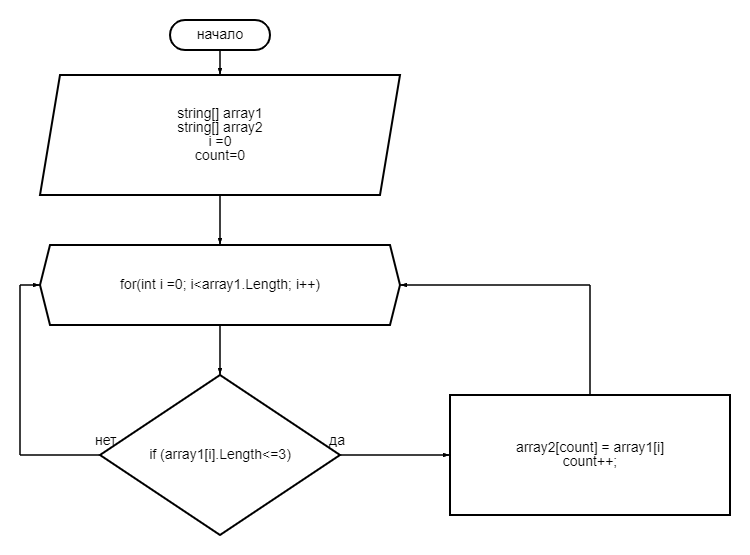 начало
string[] array1
string[] array2
i =0
count=0
for(int i =0; i<array1.Length; i++)
нет
if (array1[i].Length<=3)
да
array2[count] = array1[i]
count++;